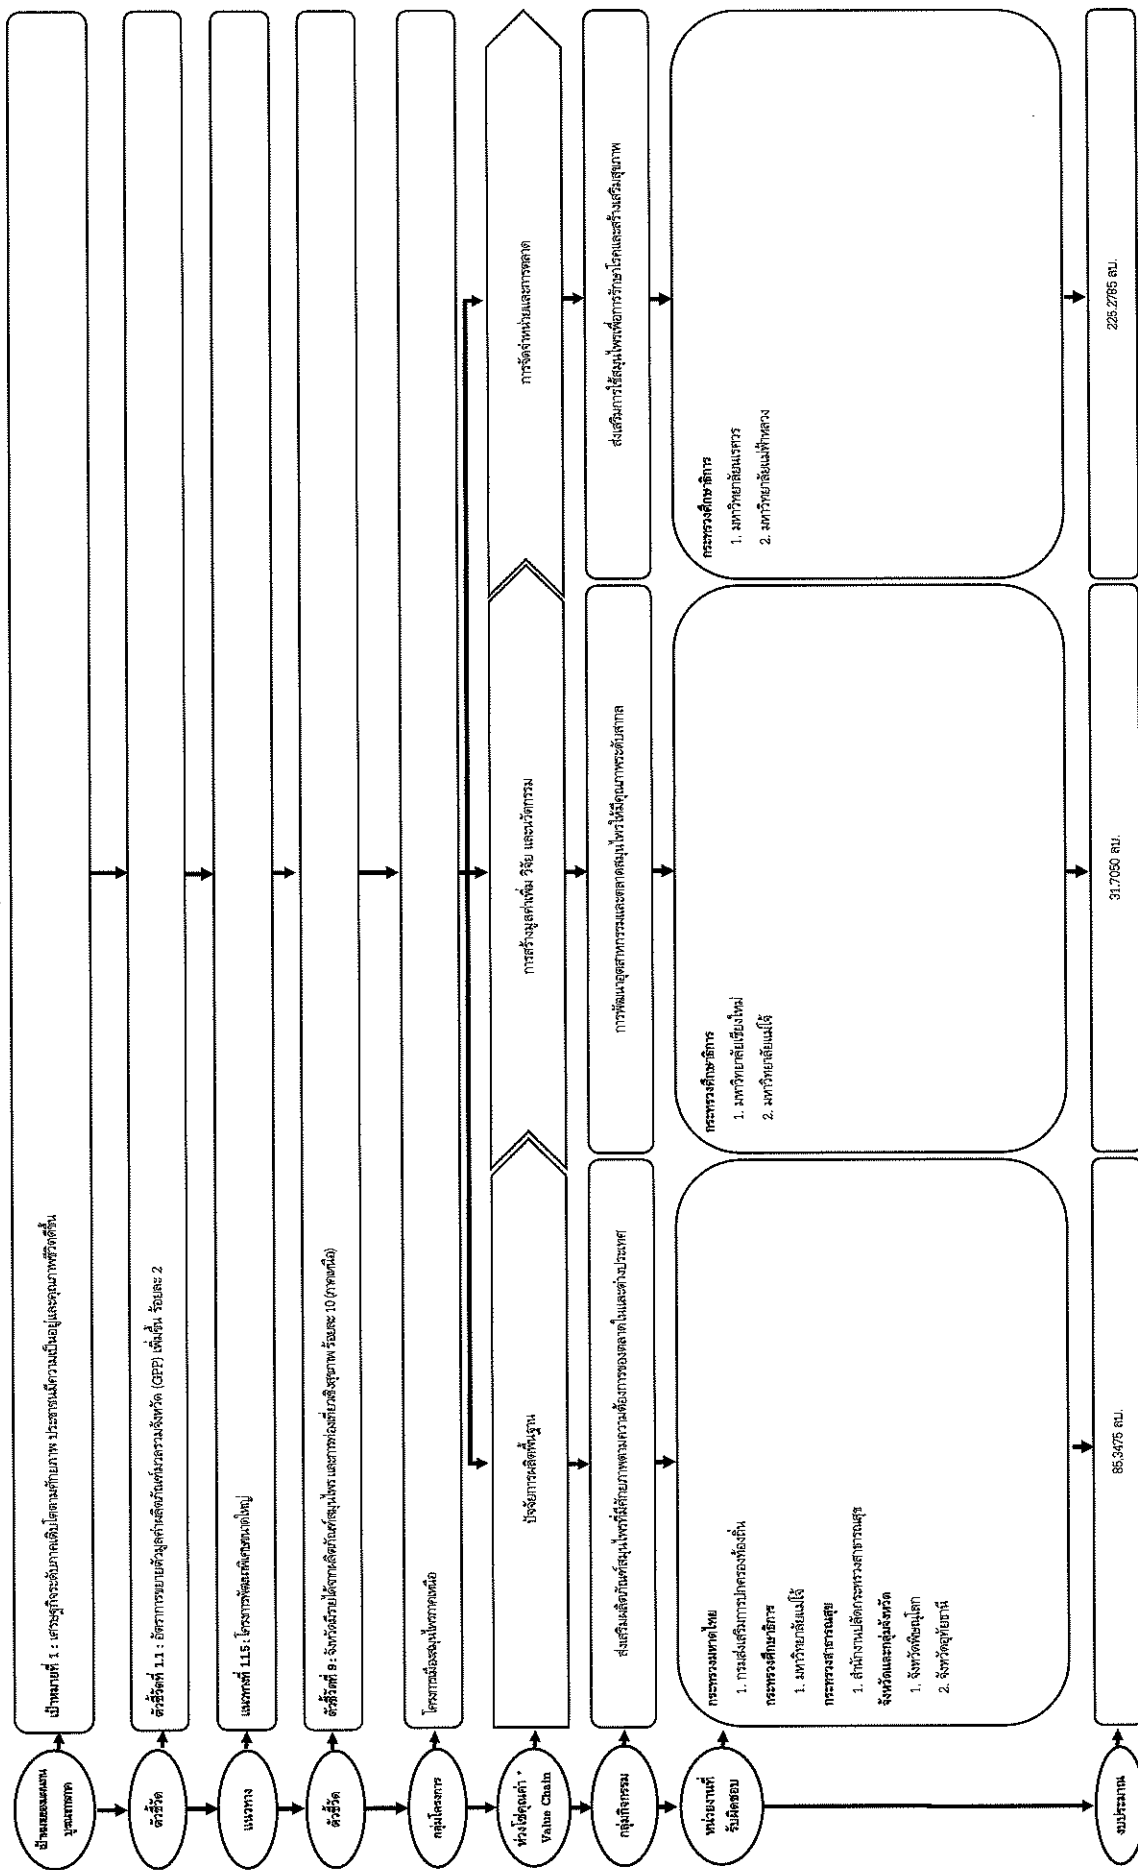 เป้าหมายของแผนงาน
บูรณาการภาค
เป้าหมายที่ 1 : เศรษฐกิจระดับภาคเติบโตตามศักยภาพ ประชาชนมีความเป็นอยู่และคุณภาพชีวิตดีขึ้น
ตัวชี้วัด
ตัวชี้วัดที่ 1.1 : อัตราการขยายตัวมูลค่าผลิตภัณฑ์มวลรวมจังหวัด (GPP) เพิ่มขึ้น ร้อยละ 2
แนวทาง
แนวทางที่ 1.1.5 : โครงการพัฒนาพิเศษขนาดใหญ่
ตัวชี้วัด
ตัวชี้วัดที่ 9 : จังหวัดมีรายได้จากผลิตภัณฑ์สมุนไพร และการท่องเที่ยวเชิงสุขภาพ ร้อยละ 10 (ภาคเหนือ)
กลุ่มโครงการ
โครงการเมืองสมุนไพรภาคเหนือ
ห่วงโซ่คุณค่า *
Value Chain
ปัจจัยการผลิตพื้นฐาน
การสร้างมูลค่าเพิ่ม วิจัย และนวัตกรรม
การจัดจำหน่ายและการตลาด
กลุ่มกิจกรรม
ส่งเสริมผลิตภัณฑ์สมุนไพรที่มีศักยภาพตามความต้องการของตลาดในและต่างประเทศ
การพัฒนาอุตสาหกรรมและตลาดสมุนไพรให้มีคุณภาพระดับสากล
ส่งเสริมการใช้สมุนไพรเพื่อการรักษาโรคและสร้างเสริมสุขภาพ
หน่วยงานที่
รับผิดชอบ
กระทรวงมหาดไทย
1. กรมส่งเสริมการปกครองท้องถิ่น
กระทรวงศึกษาธิการ
1. มหาวิทยาลัยแม่โจ้
กระทรวงสาธารณสุข
1. สำนักงานปลัดกระทรวงสาธารณสุข
จังหวัดและกลุ่มจังหวัด
1. จังหวัดพิษณุโลก
2. จังหวัดอุทัยธานี
กระทรวงศึกษาธิการ
1. มหาวิทยาลัยเชียงใหม่
2. มหาวิทยาลัยแม่โจ้
กระทรวงศึกษาธิการ
1. มหาวิทยาลัยนเรศวร
2. มหาวิทยาลัยแม่ฟ้าหลวง
งบประมาณ
85.3475 ลบ.
31.7050 ลบ.
225.2785 ลบ.